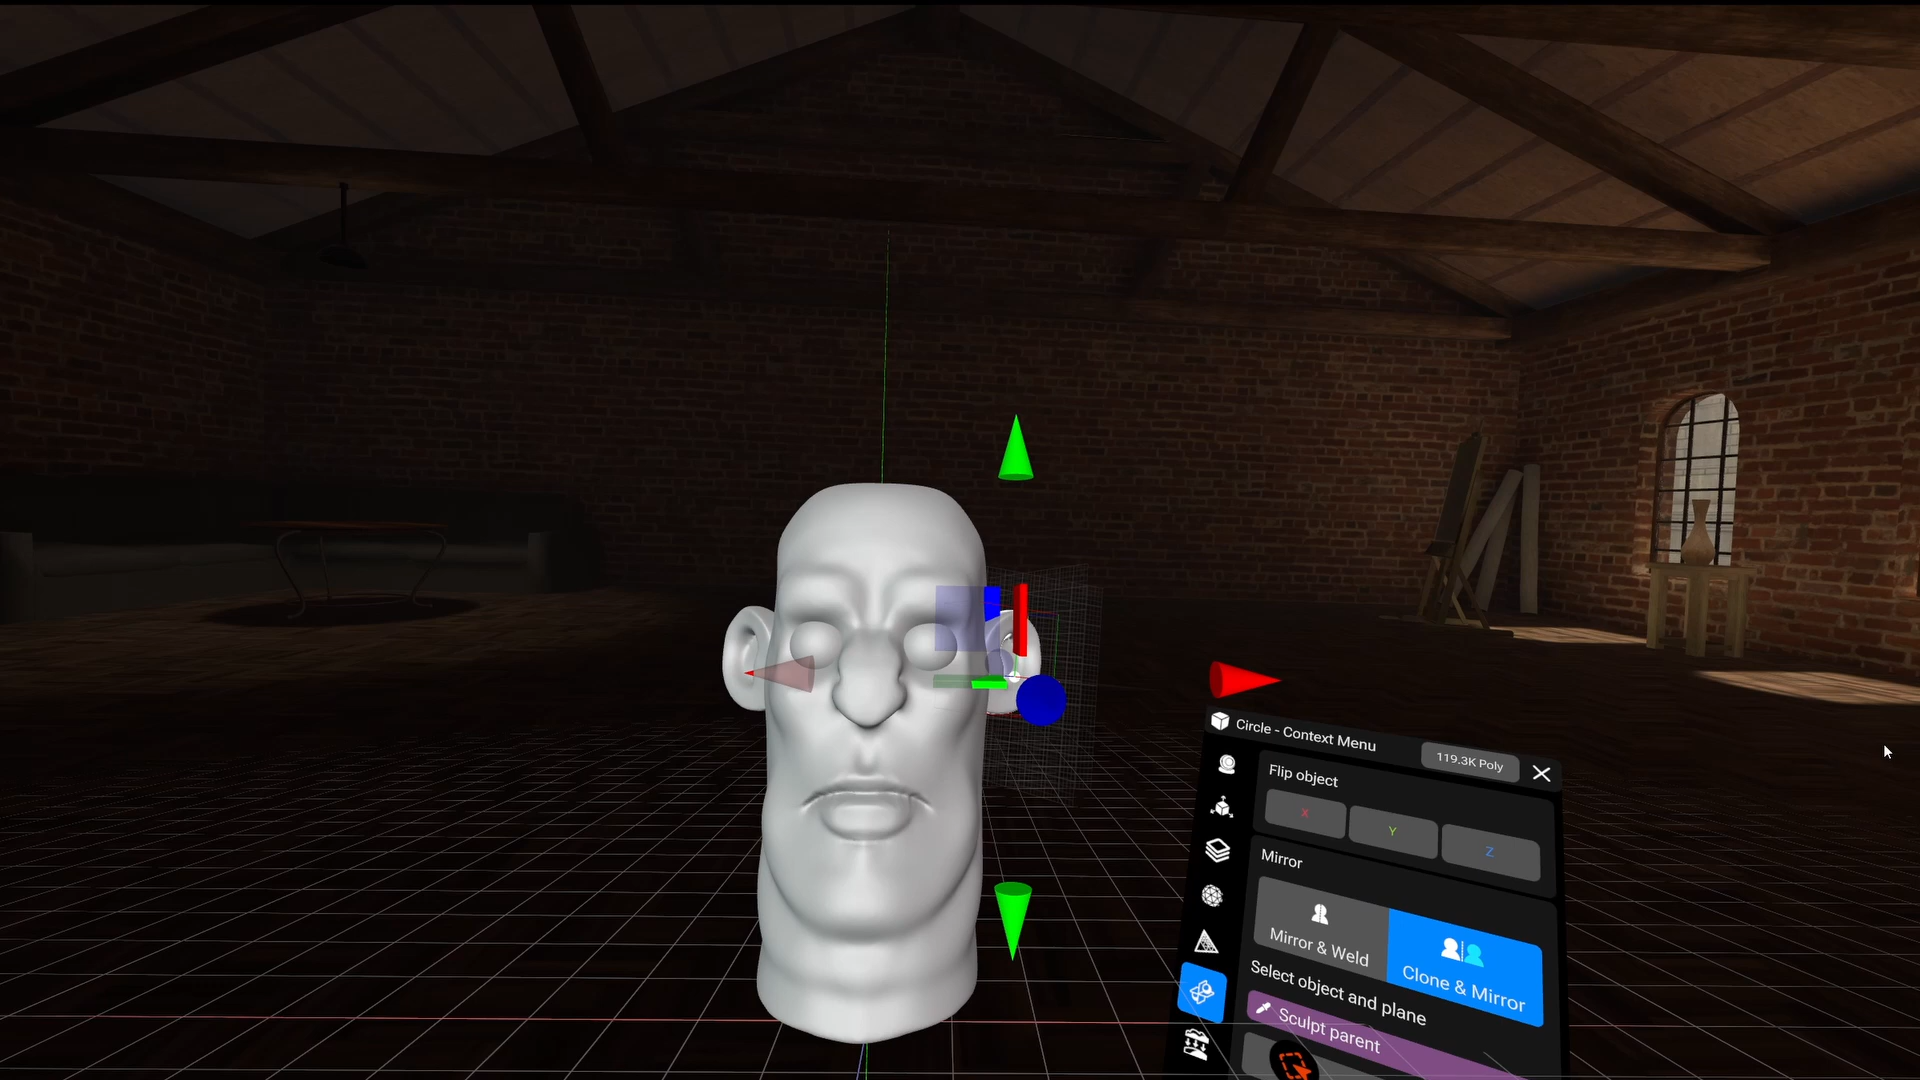 Circle - Context Menu
119.3K Poly
Flip object
X
Y
Z
Mirror
Mirror & Weld
Clone & Mirror
Select object and plane
Sculpt parent